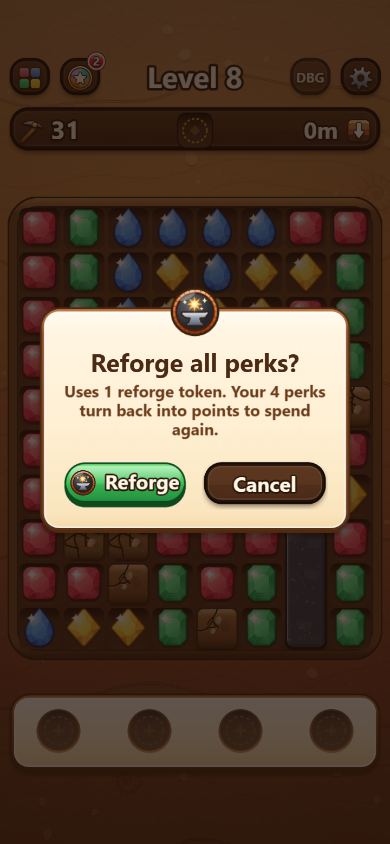 2
Level 8
DBG
31
0m
Reforge all perks?
Uses 1 reforge token. Your 4 perks
turn back into points to spend
again.
Reforge
Cancel